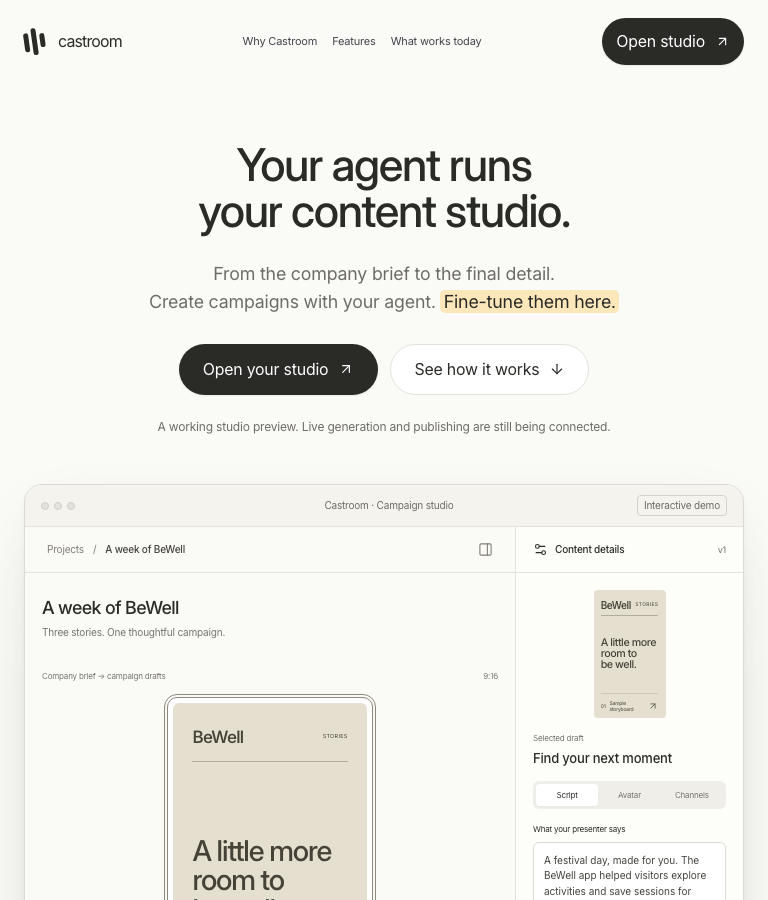 castroom
Why Castroom Features What works today
Open studio
Your agent runs
your content studio.
From the company brief to the final detail.
Create campaigns with your agent. Fine-tune them here.
Open your studio
See how it works
A working studio preview. Live generation and publishing are still being connected.
Castroom · Campaign studio
Interactive demo
Projects / A week of BeWell
Content details
v1
A week of BeWell
Three stories. One thoughtful campaign.
Company brief → campaign drafts
9:16
BeWell
STORIES
A little more
room to
BeWell STORIES
A little more
room to
be well.
01 Sample
storyboard
Selected draft
Find your next moment
Script Avatar Channels
What your presenter says
A festival day, made for you. The
BeWell app helped visitors explore
activities and save sessions for